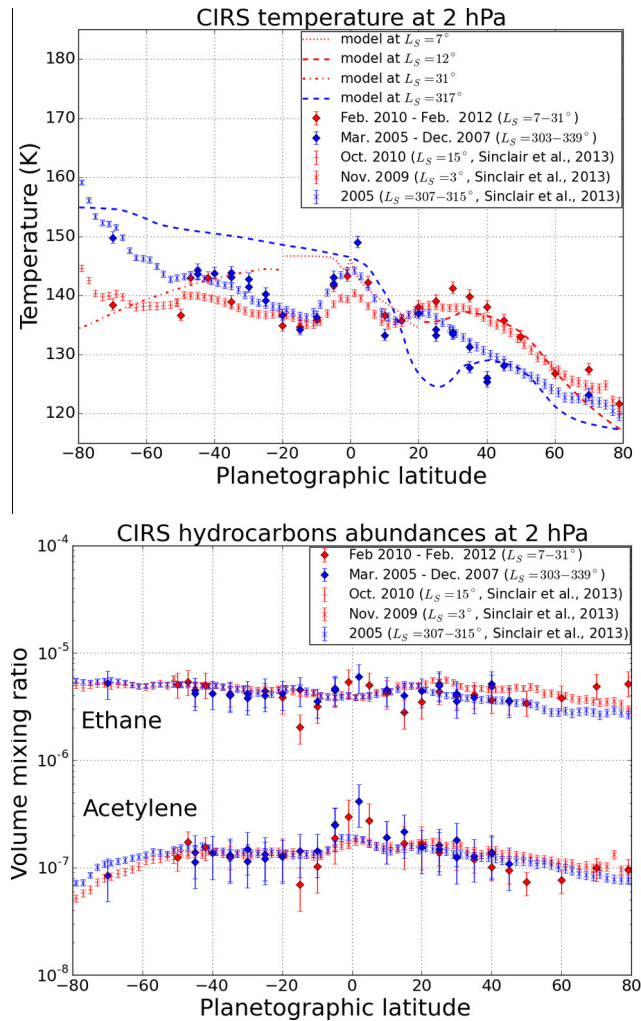 CIRS temperature at 2 hPa
model at L_S =7°
model at L_S =12°
model at L_S =31°
model at L_S =317°
Feb. 2010 - Feb. 2012 (L_S =7–31°)
Mar. 2005 - Dec. 2007 (L_S =303–339°)
Oct. 2010 (L_S =15°, Sinclair et al., 2013)
Nov. 2009 (L_S =3°, Sinclair et al., 2013)
2005 (L_S =307-315°, Sinclair et al., 2013)
Temperature (K)
180
170
160
150
140
130
120
−80 −60 −40 −20 0 20 40 60 80
Planetographic latitude
CIRS hydrocarbons abundances at 2 hPa
Feb 2010 - Feb. 2012 (L_S =7–31°)
Mar. 2005 - Dec. 2007 (L_S =303–339°)
Oct. 2010 (L_S =15°, Sinclair et al., 2013)
Nov. 2009 (L_S =3°, Sinclair et al., 2013)
2005 (L_S =307-315°, Sinclair et al., 2013)
Volume mixing ratio
10⁻⁴
10⁻⁵
10⁻⁶
10⁻⁷
10⁻⁸
Ethane
Acetylene
−80 −60 −40 −20 0 20 40 60 80
Planetographic latitude